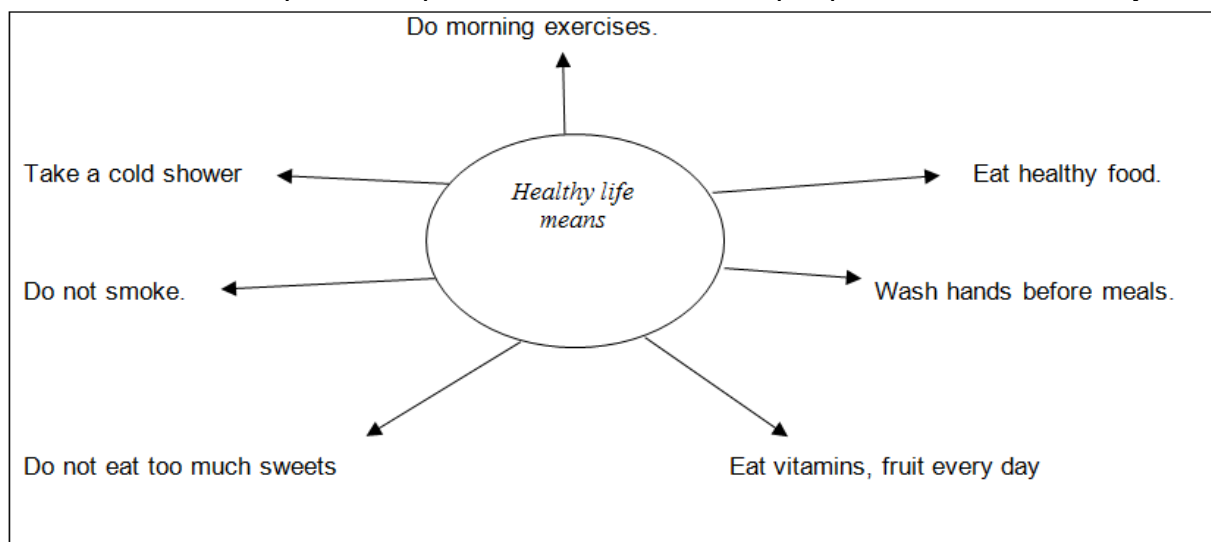 Do morning exercises.
Take a cold shower
Healthy life
means
Eat healthy food.
Do not smoke.
Wash hands before meals.
Do not eat too much sweets
Eat vitamins, fruit every day